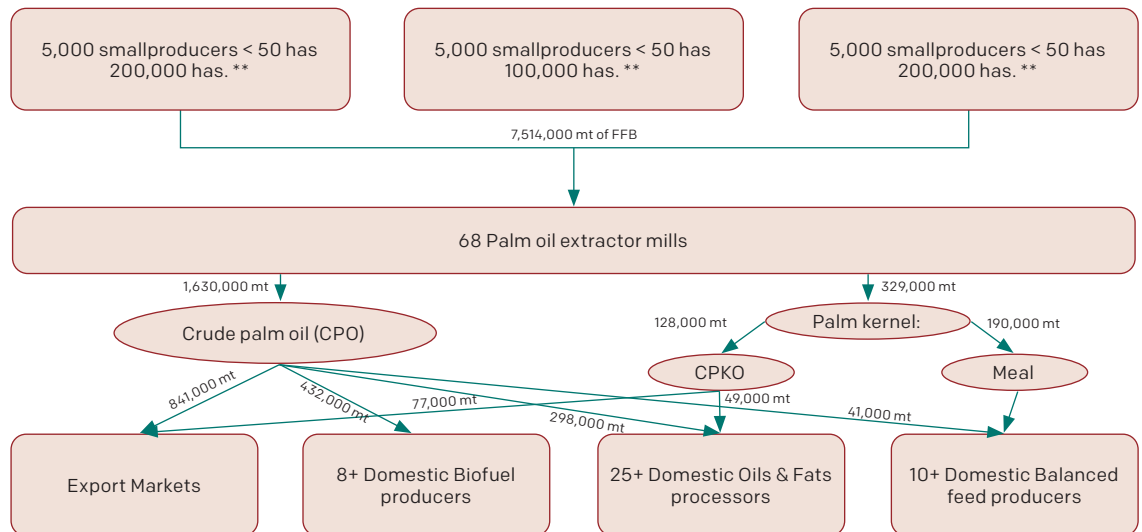 5,000 smallproducers < 50 has
200,000 has. **
5,000 smallproducers < 50 has
100,000 has. **
5,000 smallproducers < 50 has
200,000 has. **
7,514,000 mt of FFB
68 Palm oil extractor mills
1,630,000 mt
329,000 mt
Crude palm oil (CPO)
128,000 mt
Palm kernel:
190,000 mt
CPKO
Meal
841,000 mt
432,000 mt
77,000 mt
298,000 mt
49,000 mt
41,000 mt
Export Markets
8+ Domestic Biofuel
producers
25+ Domestic Oils & Fats
processors
10+ Domestic Balanced
feed producers